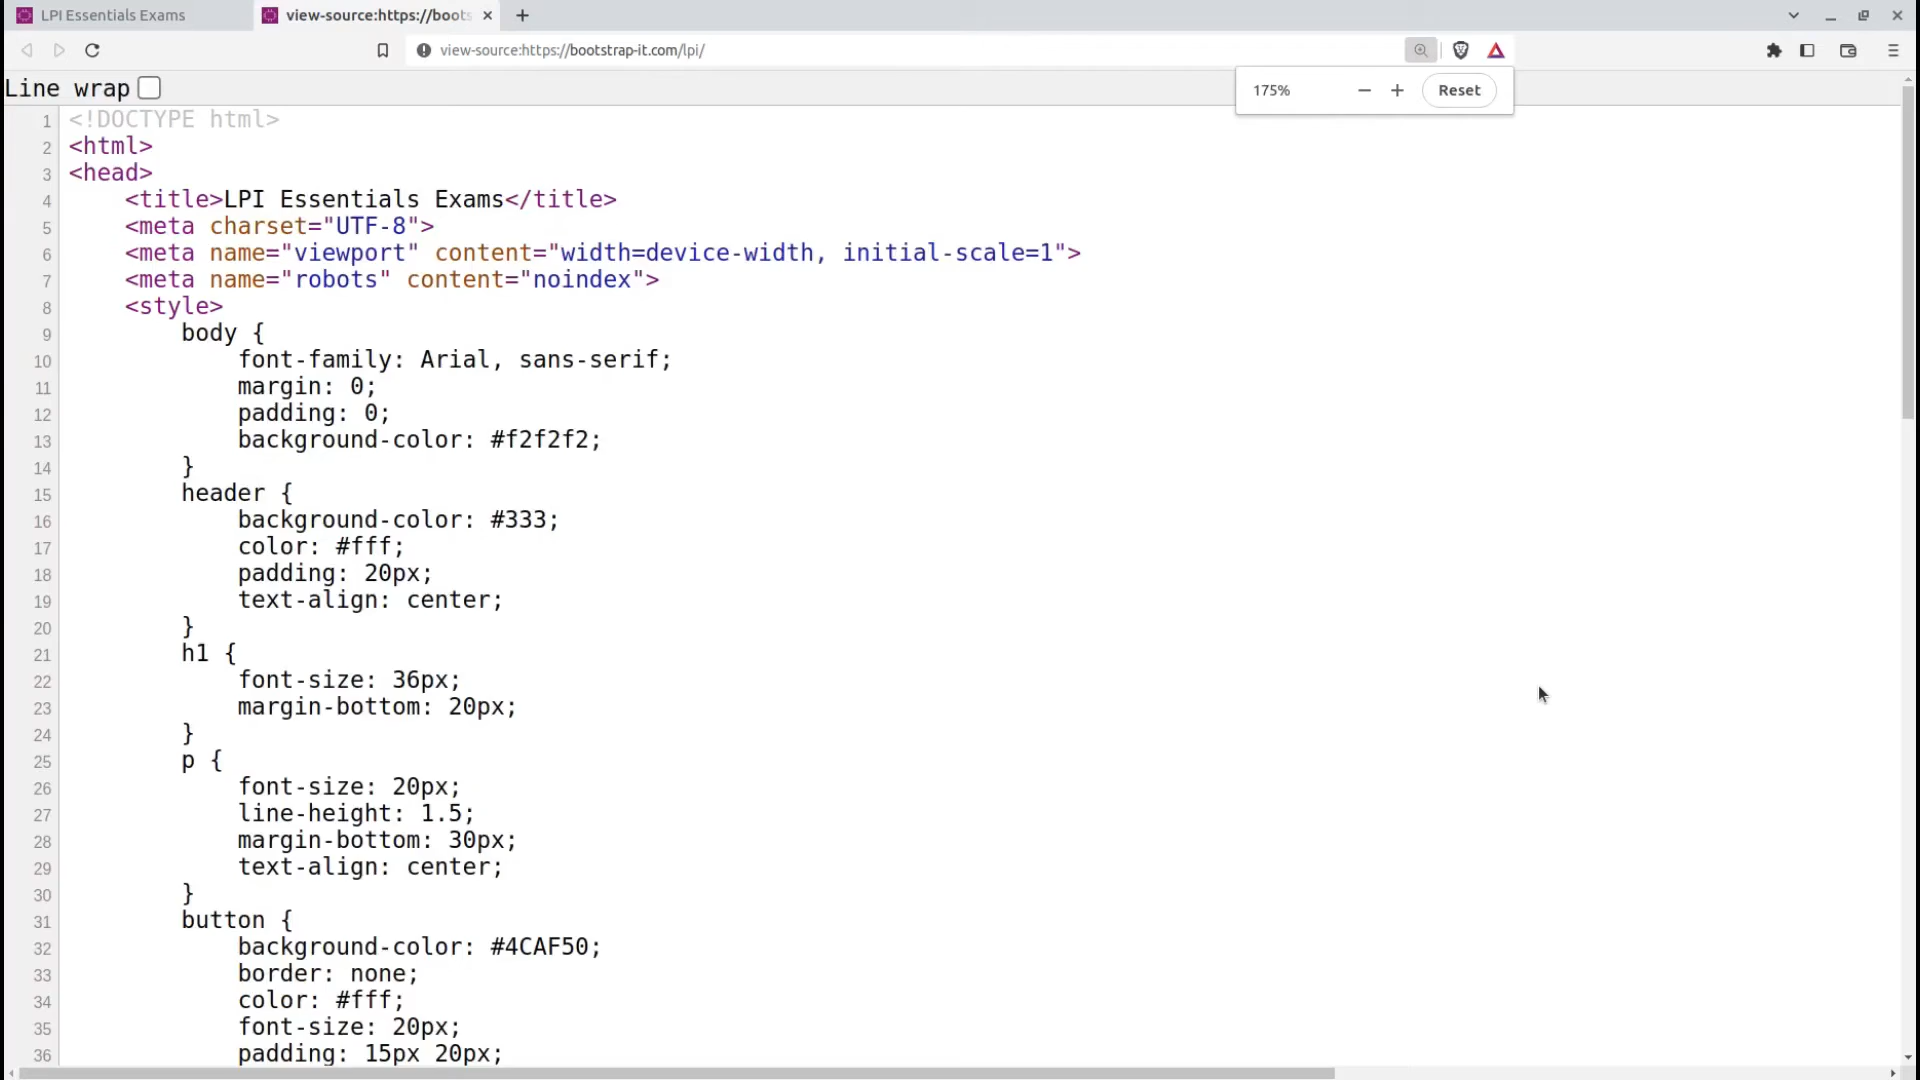 LPI Essentials Exams
view-source:https://boots
view-source:https://bootstrap-it.com/lpi/
175%
Reset
Line wrap
1 <!DOCTYPE html>
2 <html>
3 <head>
4     <title>LPI Essentials Exams</title>
5     <meta charset="UTF-8">
6     <meta name="viewport" content="width=device-width, initial-scale=1">
7     <meta name="robots" content="noindex">
8     <style>
9         body {
10             font-family: Arial, sans-serif;
11             margin: 0;
12             padding: 0;
13             background-color: #f2f2f2;
14         }
15         header {
16             background-color: #333;
17             color: #fff;
18             padding: 20px;
19             text-align: center;
20         }
21         h1 {
22             font-size: 36px;
23             margin-bottom: 20px;
24         }
25         p {
26             font-size: 20px;
27             line-height: 1.5;
28             margin-bottom: 30px;
29             text-align: center;
30         }
31         button {
32             background-color: #4CAF50;
33             border: none;
34             color: #fff;
35             font-size: 20px;
36             padding: 15px 20px;